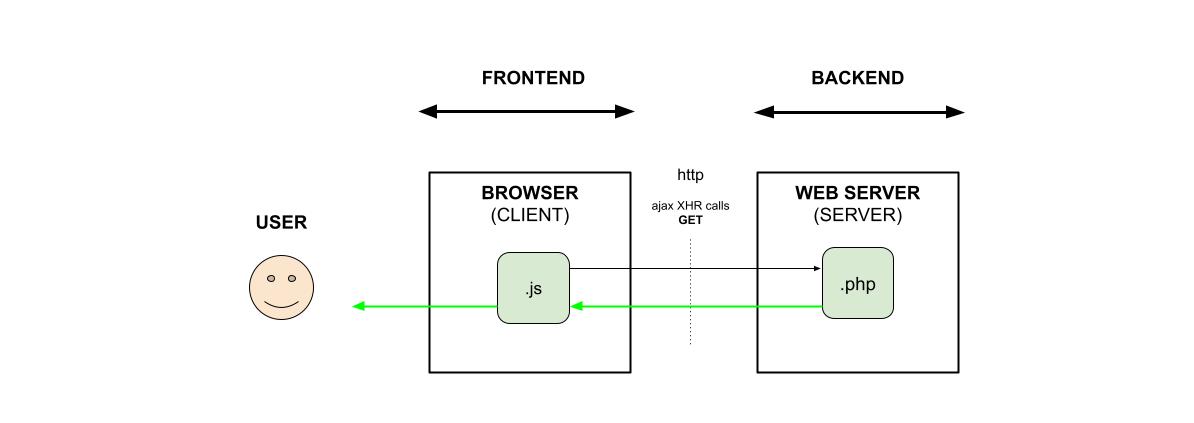 FRONTEND
BACKEND
http
BROWSER
(CLIENT)
WEB SERVER
(SERVER)
ajax XHR calls
GET
USER
.js
.php